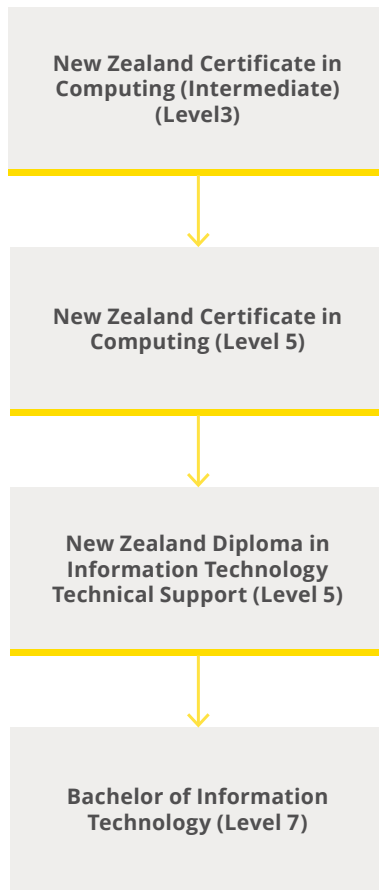 New Zealand Certificate in
Computing (Intermediate)
(Level3)
New Zealand Certificate in
Computing (Level 5)
New Zealand Diploma in
Information Technology
Technical Support (Level 5)
Bachelor of Information
Technology (Level 7)